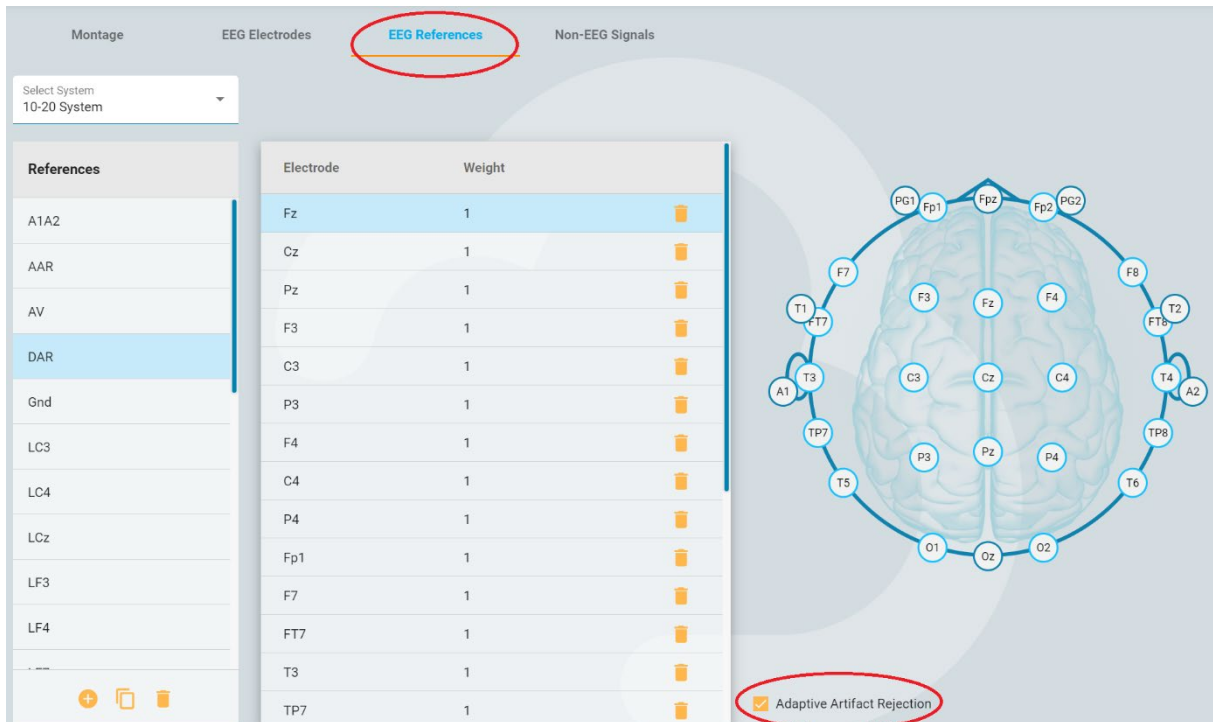 Montage
EEG Electrodes
EEG References
Non-EEG Signals
Select System
10-20 System
References
A1A2
AAR
AV
DAR
Gnd
LC3
LC4
LCz
LF3
LF4
Electrode Weight
Fz 1
Cz 1
Pz 1
F3 1
C3 1
P3 1
F4 1
C4 1
P4 1
Fp1 1
F7 1
FT7 1
T3 1
TP7 1
PG1 Fp1 Fpz Fp2 PG2
F7 F8
F3 Fz F4
T1 T2
FT7 FT8
A1 T3 C3 Cz C4 T4 A2
TP7 TP8
P3 Pz P4
T5 T6
O1 Oz O2
Adaptive Artifact Rejection